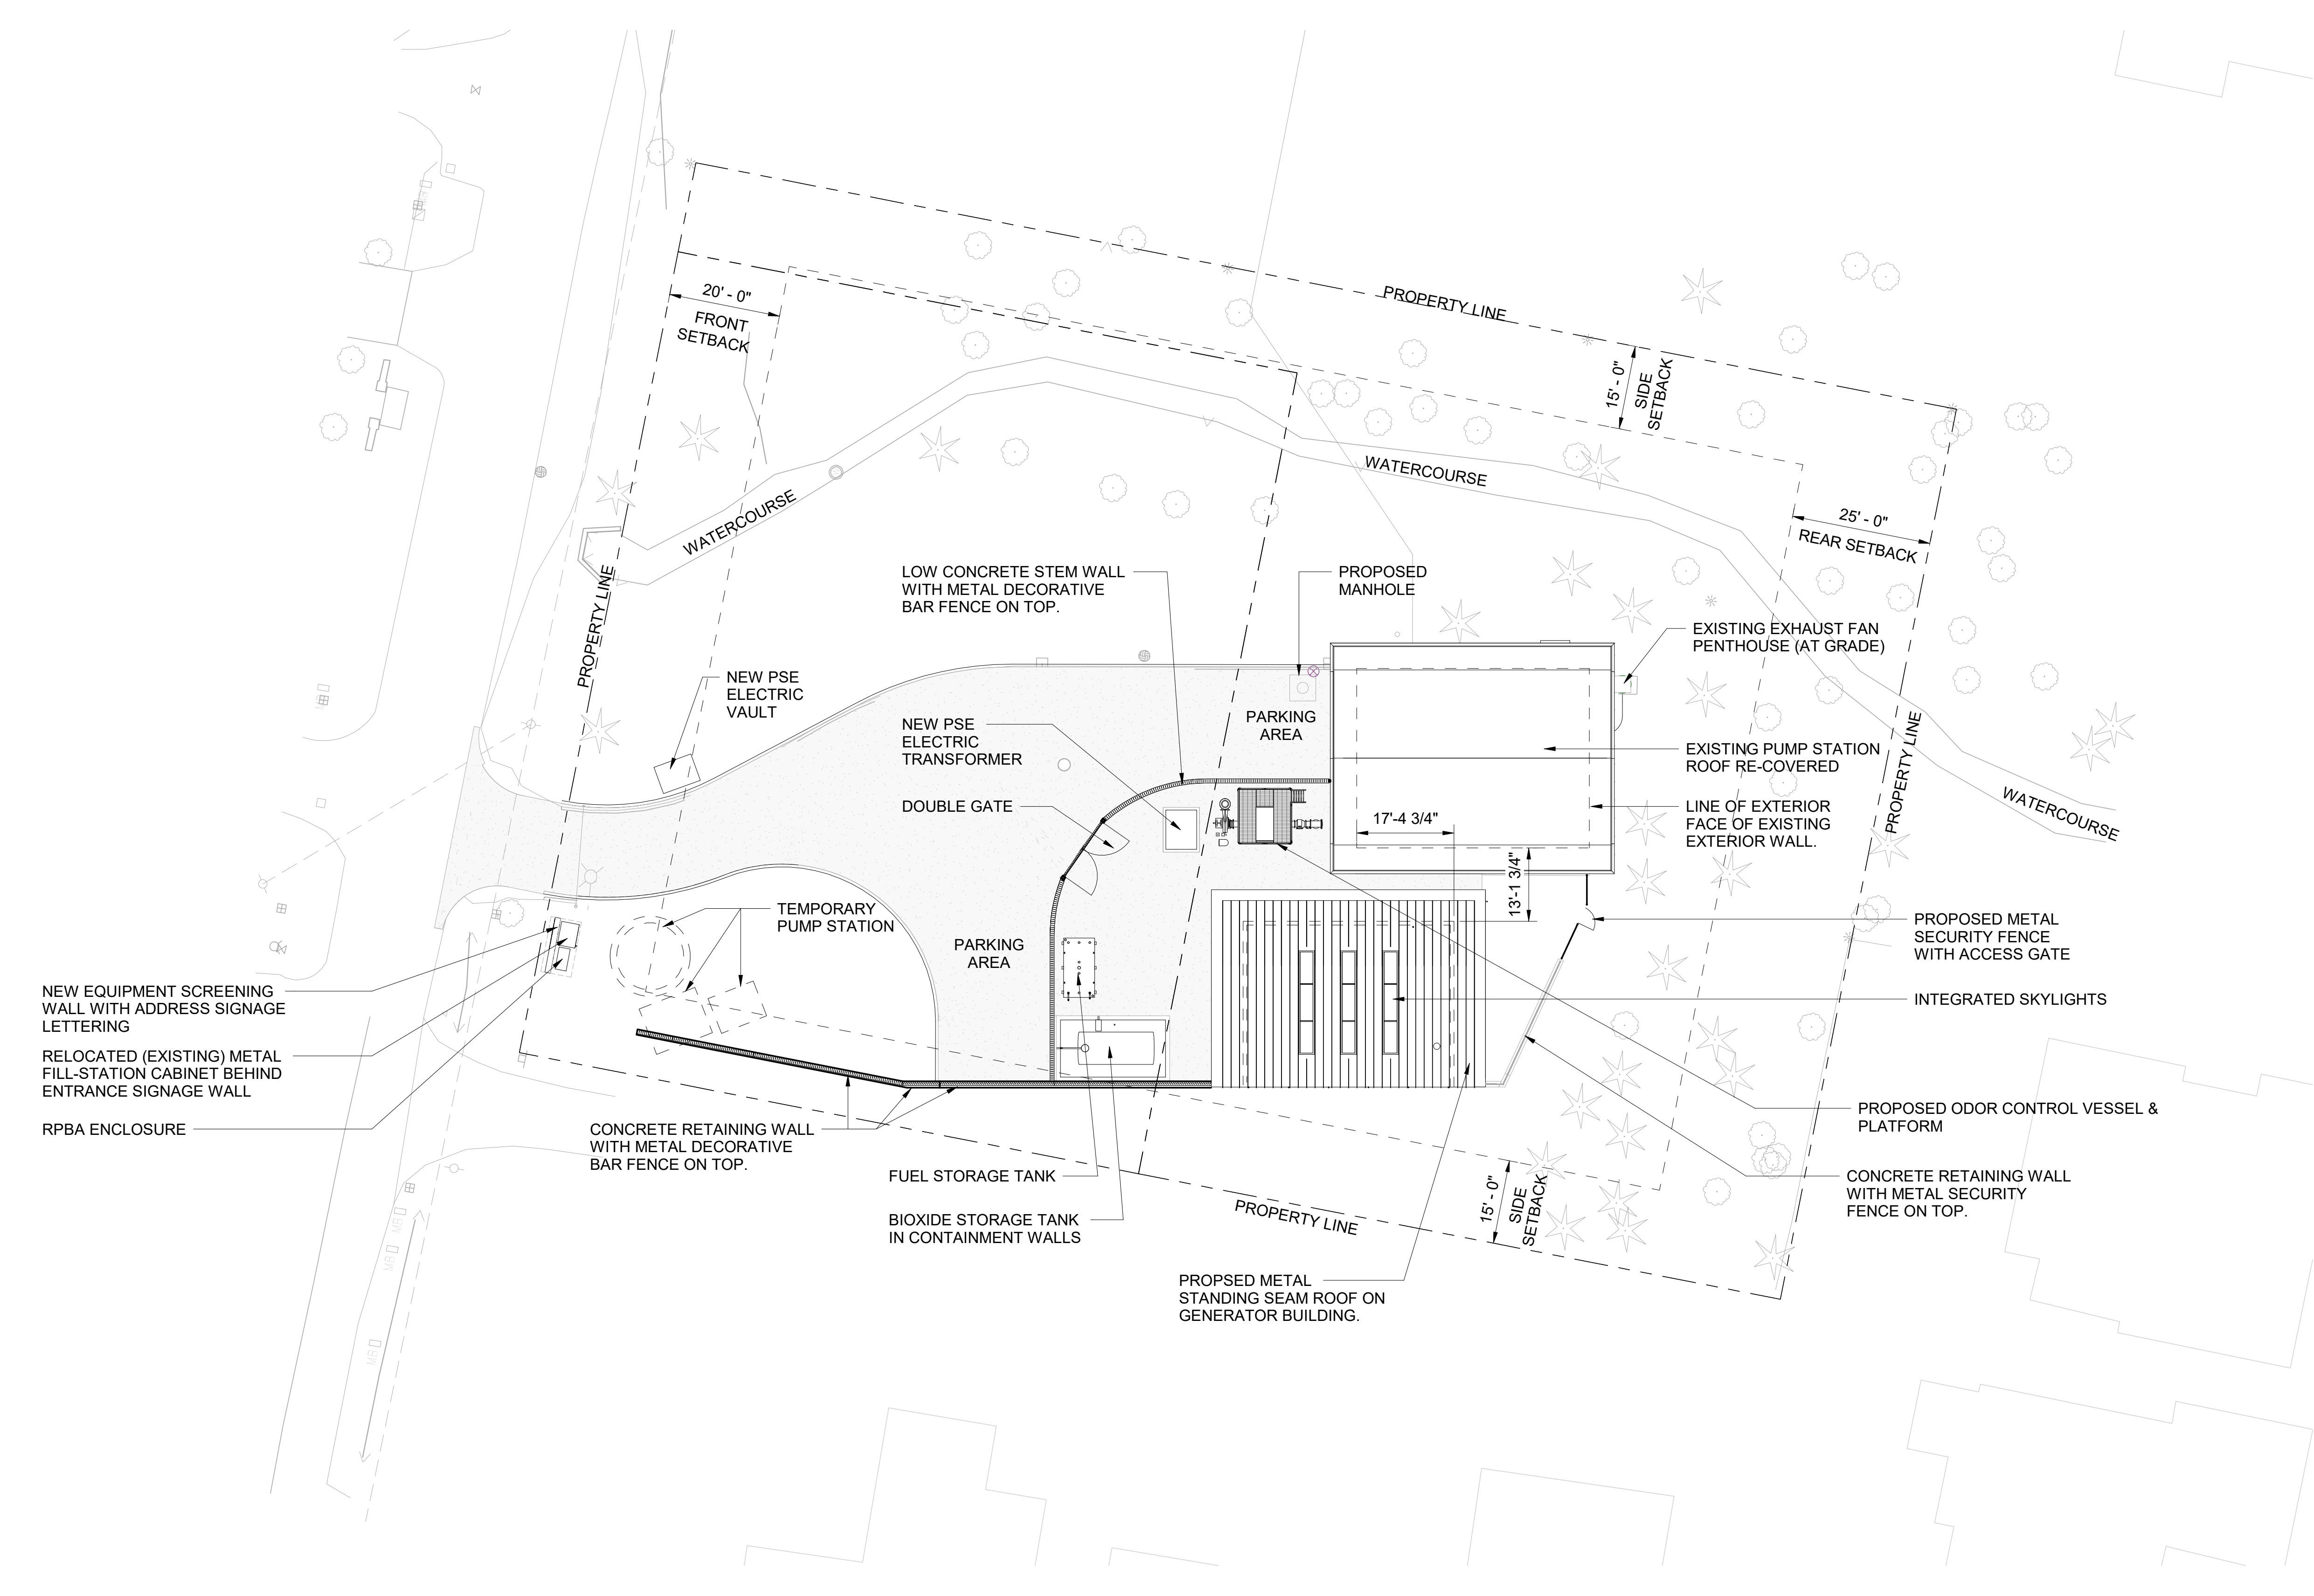 PROPERTY LINE
20' - 0"
FRONT
SETBACK
15' - 0"
SIDE
SETBACK
WATERCOURSE
WATERCOURSE
25' - 0"
REAR SETBACK
PROPERTY LINE
LOW CONCRETE STEM WALL
WITH METAL DECORATIVE
BAR FENCE ON TOP.
PROPOSED
MANHOLE
EXISTING EXHAUST FAN
PENTHOUSE (AT GRADE)
NEW PSE
ELECTRIC
VAULT
NEW PSE
ELECTRIC
TRANSFORMER
PARKING
AREA
EXISTING PUMP STATION
ROOF RE-COVERED
PROPERTY LINE
WATERCOURSE
DOUBLE GATE
17'-4 3/4"
LINE OF EXTERIOR
FACE OF EXISTING
EXTERIOR WALL.
13'-1 3/4"
TEMPORARY
PUMP STATION
PARKING
AREA
PROPOSED METAL
SECURITY FENCE
WITH ACCESS GATE
NEW EQUIPMENT SCREENING
WALL WITH ADDRESS SIGNAGE
LETTERING
INTEGRATED SKYLIGHTS
RELOCATED (EXISTING) METAL
FILL-STATION CABINET BEHIND
ENTRANCE SIGNAGE WALL
RPBA ENCLOSURE
CONCRETE RETAINING WALL
WITH METAL DECORATIVE
BAR FENCE ON TOP.
PROPOSED ODOR CONTROL VESSEL &
PLATFORM
FUEL STORAGE TANK
CONCRETE RETAINING WALL
WITH METAL SECURITY
FENCE ON TOP.
BIOXIDE STORAGE TANK
IN CONTAINMENT WALLS
PROPERTY LINE
15' - 0"
SIDE
SETBACK
PROPSED METAL
STANDING SEAM ROOF ON
GENERATOR BUILDING.
MB
MB
MB